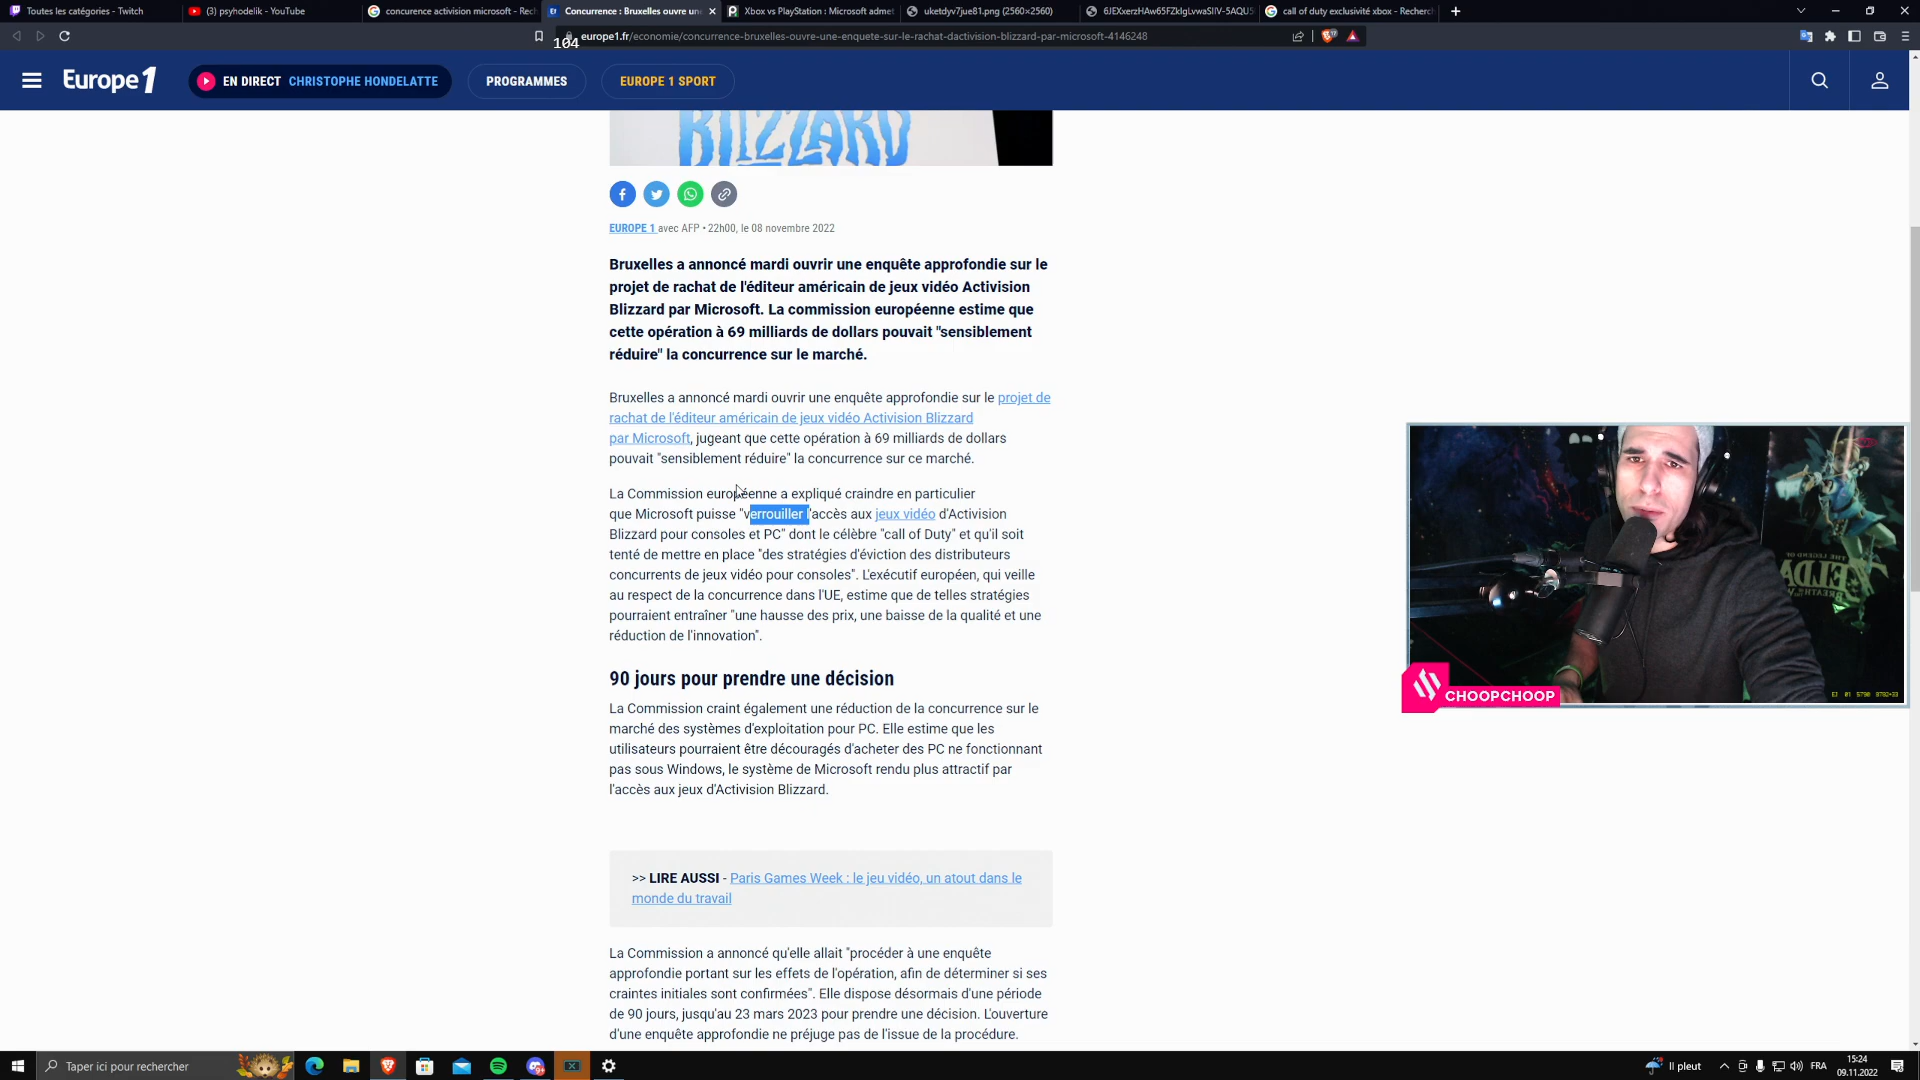 Toutes les catégories - Twitch
(3) psyhodelik - YouTube
concurence activision microsoft - Rec
Concurrence : Bruxelles ouvre un
Xbox vs PlayStation : Microsoft admet
uketdyv7jue81.png (2560×2560)
call of duty exclusivité xbox - Recherch
104
europe1.fr/economie/concurrence-bruxelles-ouvre-une-enquete-sur-le-rachat-dactivision-blizzard-par-microsoft-4146248
Europe 1
EN DIRECT CHRISTOPHE HONDELATTE
PROGRAMMES
EUROPE 1 SPORT
BLIZZARD
EUROPE 1 avec AFP • 22h00, le 08 novembre 2022
Bruxelles a annoncé mardi ouvrir une enquête approfondie sur le
projet de rachat de l'éditeur américain de jeux vidéo Activision
Blizzard par Microsoft. La commission européenne estime que
cette opération à 69 milliards de dollars pouvait "sensiblement
réduire" la concurrence sur le marché.
Bruxelles a annoncé mardi ouvrir une enquête approfondie sur le projet de
rachat de l'éditeur américain de jeux vidéo Activision Blizzard
par Microsoft, jugeant que cette opération à 69 milliards de dollars
pouvait "sensiblement réduire" la concurrence sur ce marché.
La Commission européenne a expliqué craindre en particulier
que Microsoft puisse "verrouiller l'accès aux jeux vidéo d'Activision
Blizzard pour consoles et PC" dont le célèbre "call of Duty" et qu'il soit
tenté de mettre en place "des stratégies d'éviction des distributeurs
concurrents de jeux vidéo pour consoles". L'exécutif européen, qui veille
au respect de la concurrence dans l'UE, estime que de telles stratégies
pourraient entraîner "une hausse des prix, une baisse de la qualité et une
réduction de l'innovation".
90 jours pour prendre une décision
La Commission craint également une réduction de la concurrence sur le
marché des systèmes d'exploitation pour PC. Elle estime que les
utilisateurs pourraient être découragés d'acheter des PC ne fonctionnant
pas sous Windows, le système de Microsoft rendu plus attractif par
l'accès aux jeux d'Activision Blizzard.
>> LIRE AUSSI - Paris Games Week : le jeu vidéo, un atout dans le
monde du travail
La Commission a annoncé qu'elle allait "procéder à une enquête
approfondie portant sur les effets de l'opération, afin de déterminer si ses
craintes initiales sont confirmées". Elle dispose désormais d'une période
de 90 jours, jusqu'au 23 mars 2023 pour prendre une décision. L'ouverture
d'une enquête approfondie ne préjuge pas de l'issue de la procédure.
THE LEGEND OF
ZELDA
CHOOPCHOOP
Taper ici pour rechercher
Il pleut
FRA
15:24
09.11.2022